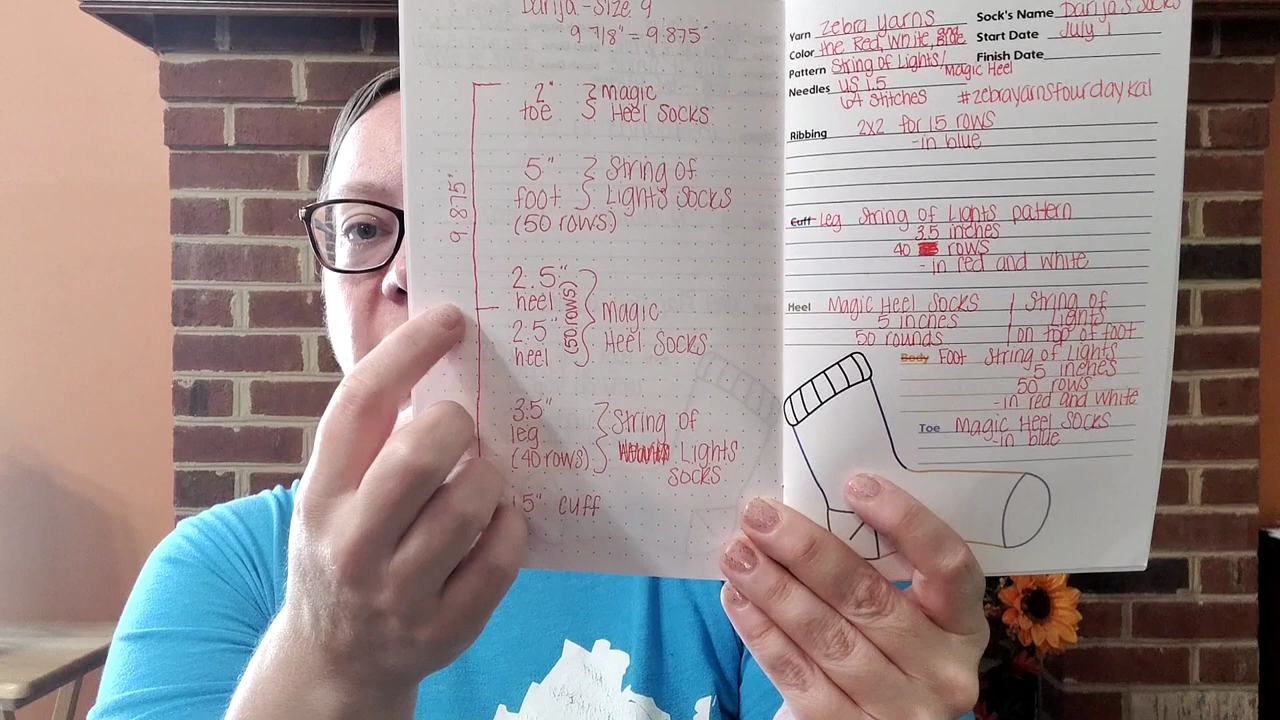 Danja - Size 9
9 7/8" = 9.875"
2" } Magic
toe } Heel Socks
5" } String of
foot } Lights Socks
(50 rows)
9.875"
2.5"
heel
2.5"
heel
(50 rows)
Magic
Heel Socks
3.5"
leg
(40 rows)
String of
Lights
Socks
1.5" cuff
Yarn zebra yarns
Color the Red, White, and Blue
Pattern String of Lights/
Magic Heel
Needles US 1.5
64 stitches #zebrayarnsfourdaykal
Sock's Name Danja's Socks
Start Date July 1
Finish Date
Ribbing 2x2 for 15 rows
-in blue
Cuff Leg String of Lights pattern
3.5 inches
40 rows
- in red and white
Heel Magic Heel Socks
5 inches
50 rounds
String of
Lights
on top of foot
Body Foot String of Lights
5 inches
50 rows
- in red and white
Toe Magic Heel Socks
-in blue